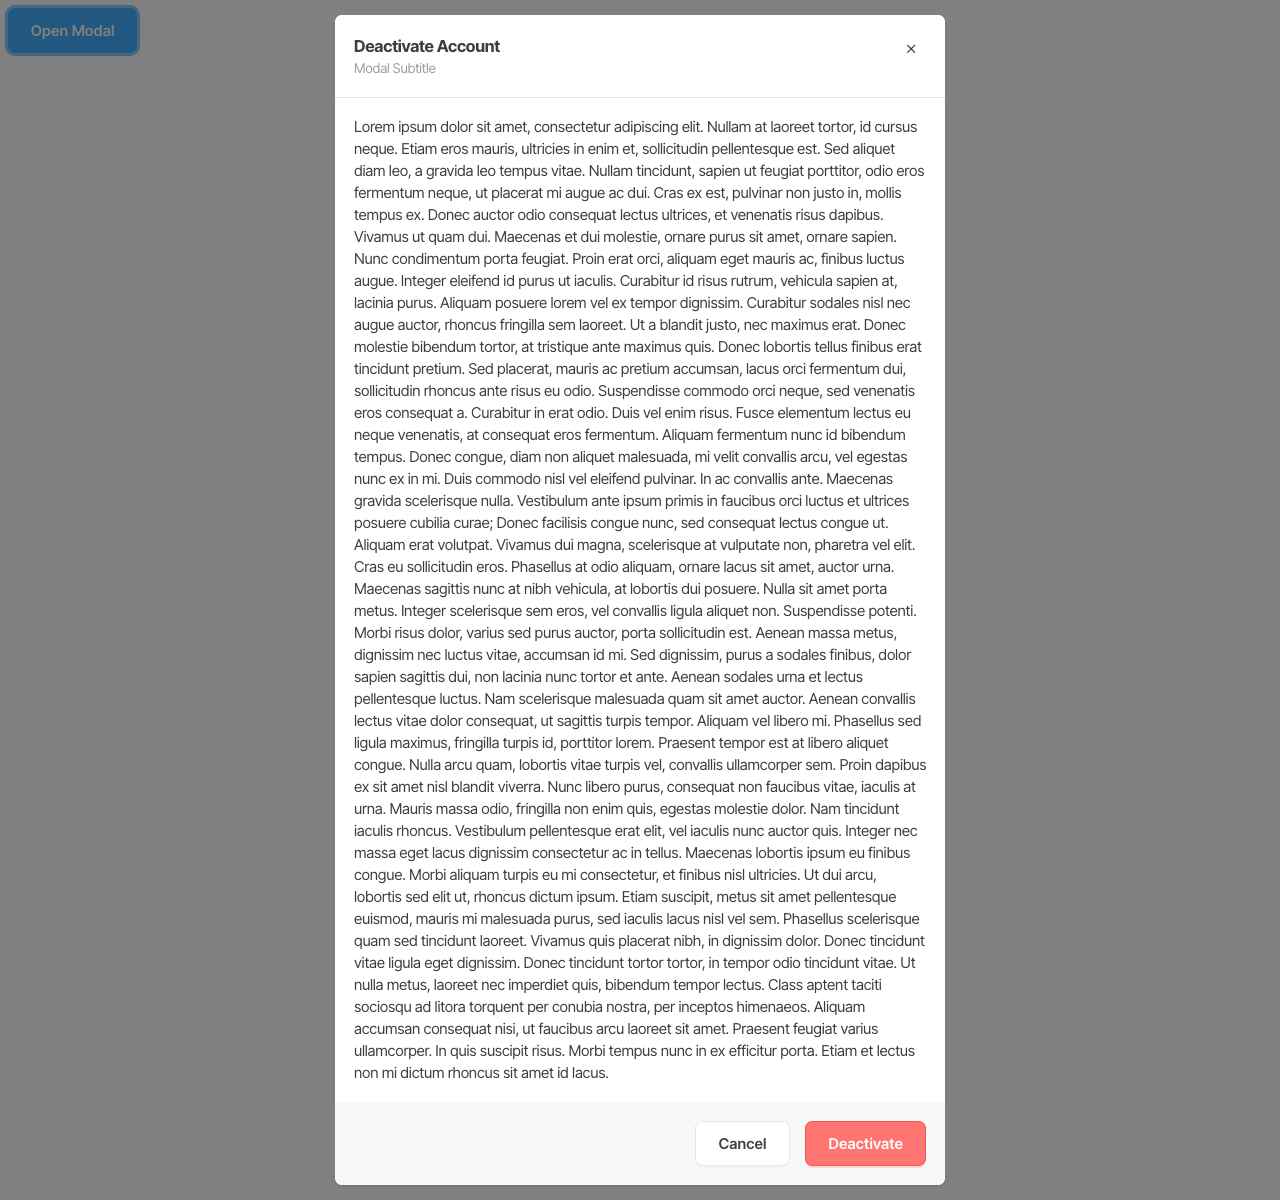 Open Modal
Deactivate Account
Modal Subtitle
Lorem ipsum dolor sit amet, consectetur adipiscing elit. Nullam at laoreet tortor, id cursus
neque. Etiam eros mauris, ultricies in enim et, sollicitudin pellentesque est. Sed aliquet
diam leo, a gravida leo tempus vitae. Nullam tincidunt, sapien ut feugiat porttitor, odio eros
fermentum neque, ut placerat mi augue ac dui. Cras ex est, pulvinar non justo in, mollis
tempus ex. Donec auctor odio consequat lectus ultrices, et venenatis risus dapibus.
Vivamus ut quam dui. Maecenas et dui molestie, ornare purus sit amet, ornare sapien.
Nunc condimentum porta feugiat. Proin erat orci, aliquam eget mauris ac, finibus luctus
augue. Integer eleifend id purus ut iaculis. Curabitur id risus rutrum, vehicula sapien at,
lacinia purus. Aliquam posuere lorem vel ex tempor dignissim. Curabitur sodales nisl nec
augue auctor, rhoncus fringilla sem laoreet. Ut a blandit justo, nec maximus erat. Donec
molestie bibendum tortor, at tristique ante maximus quis. Donec lobortis tellus finibus erat
tincidunt pretium. Sed placerat, mauris ac pretium accumsan, lacus orci fermentum dui,
sollicitudin rhoncus ante risus eu odio. Suspendisse commodo orci neque, sed venenatis
eros consequat a. Curabitur in erat odio. Duis vel enim risus. Fusce elementum lectus eu
neque venenatis, at consequat eros fermentum. Aliquam fermentum nunc id bibendum
tempus. Donec congue, diam non aliquet malesuada, mi velit convallis arcu, vel egestas
nunc ex in mi. Duis commodo nisl vel eleifend pulvinar. In ac convallis ante. Maecenas
gravida scelerisque nulla. Vestibulum ante ipsum primis in faucibus orci luctus et ultrices
posuere cubilia curae; Donec facilisis congue nunc, sed consequat lectus congue ut.
Aliquam erat volutpat. Vivamus dui magna, scelerisque at vulputate non, pharetra vel elit.
Cras eu sollicitudin eros. Phasellus at odio aliquam, ornare lacus sit amet, auctor urna.
Maecenas sagittis nunc at nibh vehicula, at lobortis dui posuere. Nulla sit amet porta
metus. Integer scelerisque sem eros, vel convallis ligula aliquet non. Suspendisse potenti.
Morbi risus dolor, varius sed purus auctor, porta sollicitudin est. Aenean massa metus,
dignissim nec luctus vitae, accumsan id mi. Sed dignissim, purus a sodales finibus, dolor
sapien sagittis dui, non lacinia nunc tortor et ante. Aenean sodales urna et lectus
pellentesque luctus. Nam scelerisque malesuada quam sit amet auctor. Aenean convallis
lectus vitae dolor consequat, ut sagittis turpis tempor. Aliquam vel libero mi. Phasellus sed
ligula maximus, fringilla turpis id, porttitor lorem. Praesent tempor est at libero aliquet
congue. Nulla arcu quam, lobortis vitae turpis vel, convallis ullamcorper sem. Proin dapibus
ex sit amet nisl blandit viverra. Nunc libero purus, consequat non faucibus vitae, iaculis at
urna. Mauris massa odio, fringilla non enim quis, egestas molestie dolor. Nam tincidunt
iaculis rhoncus. Vestibulum pellentesque erat elit, vel iaculis nunc auctor quis. Integer nec
massa eget lacus dignissim consectetur ac in tellus. Maecenas lobortis ipsum eu finibus
congue. Morbi aliquam turpis eu mi consectetur, et finibus nisl ultricies. Ut dui arcu,
lobortis sed elit ut, rhoncus dictum ipsum. Etiam suscipit, metus sit amet pellentesque
euismod, mauris mi malesuada purus, sed iaculis lacus nisl vel sem. Phasellus scelerisque
quam sed tincidunt laoreet. Vivamus quis placerat nibh, in dignissim dolor. Donec tincidunt
vitae ligula eget dignissim. Donec tincidunt tortor tortor, in tempor odio tincidunt vitae. Ut
nulla metus, laoreet nec imperdiet quis, bibendum tempor lectus. Class aptent taciti
sociosqu ad litora torquent per conubia nostra, per inceptos himenaeos. Aliquam
accumsan consequat nisi, ut faucibus arcu laoreet sit amet. Praesent feugiat varius
ullamcorper. In quis suscipit risus. Morbi tempus nunc in ex efficitur porta. Etiam et lectus
non mi dictum rhoncus sit amet id lacus.
Cancel
Deactivate